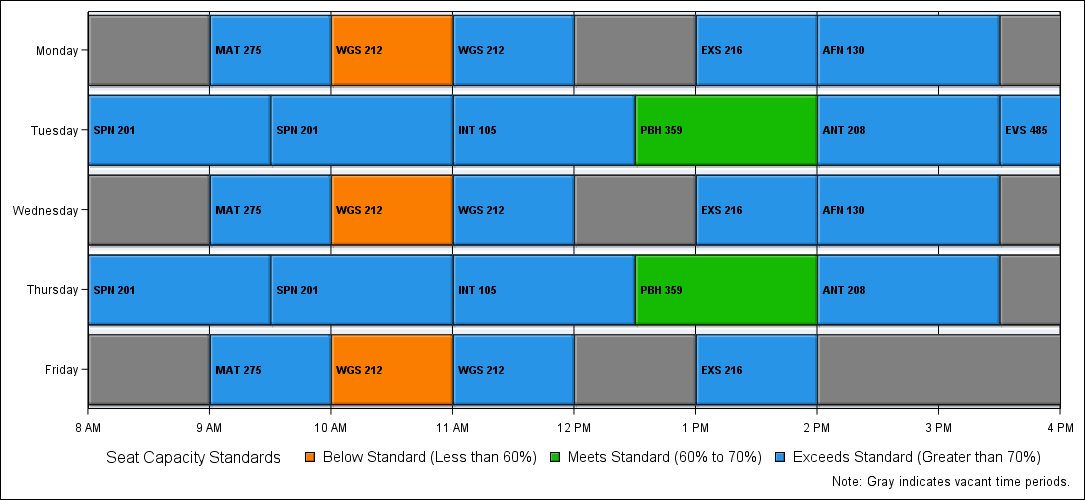 Monday MAT 275 WGS 212 WGS 212 EXS 216 AFN 130
Tuesday SPN 201 SPN 201 INT 105 PBH 359 ANT 208 EVS 485
Wednesday MAT 275 WGS 212 WGS 212 EXS 216 AFN 130
Thursday SPN 201 SPN 201 INT 105 PBH 359 ANT 208
Friday MAT 275 WGS 212 WGS 212 EXS 216
8 AM 9 AM 10 AM 11 AM 12 PM 1 PM 2 PM 3 PM 4 PM
Seat Capacity Standards Below Standard (Less than 60%) Meets Standard (60% to 70%) Exceeds Standard (Greater than 70%)
Note: Gray indicates vacant time periods.